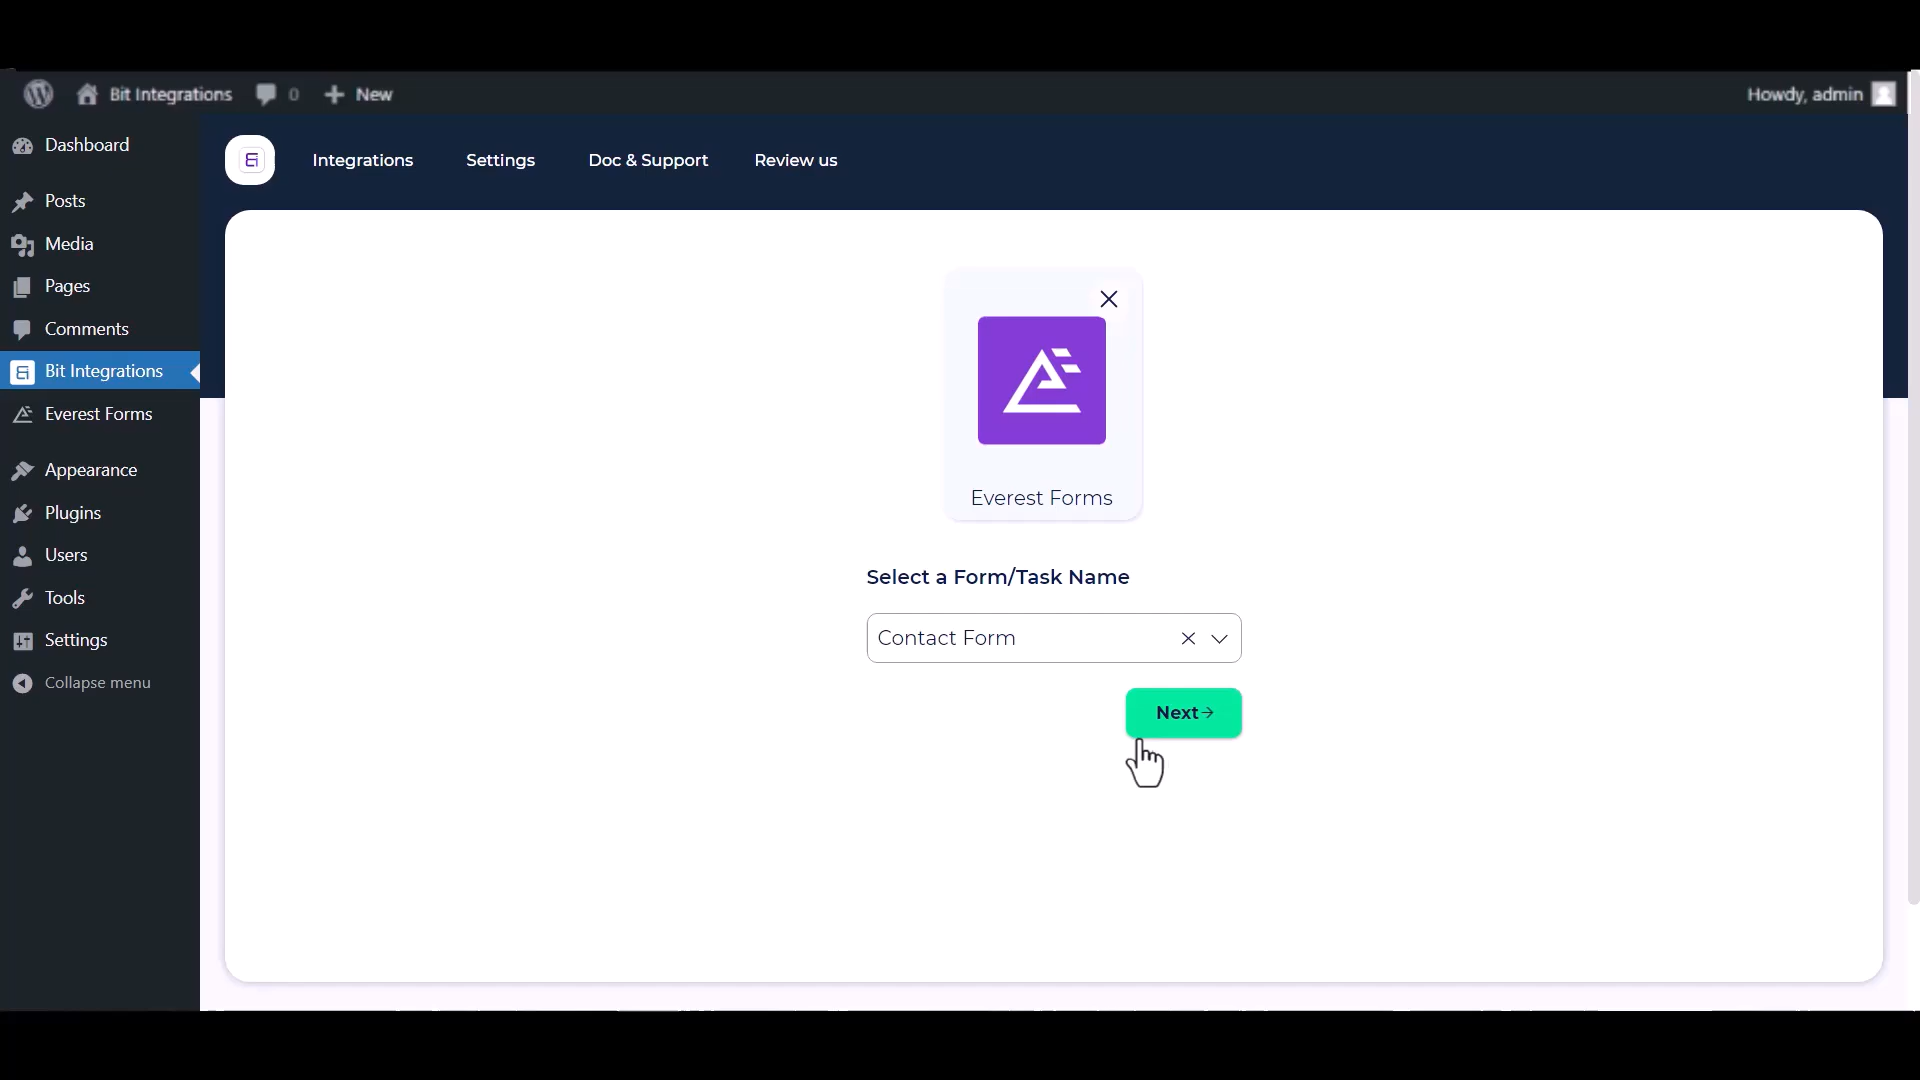 Bit Integrations 0 New Howdy, admin
Dashboard
Posts
Media
Pages
Comments
Bit Integrations
Everest Forms
Appearance
Plugins
Users
Tools
Settings
Collapse menu
Integrations Settings Doc & Support Review us
Everest Forms
Select a Form/Task Name
Contact Form
Next